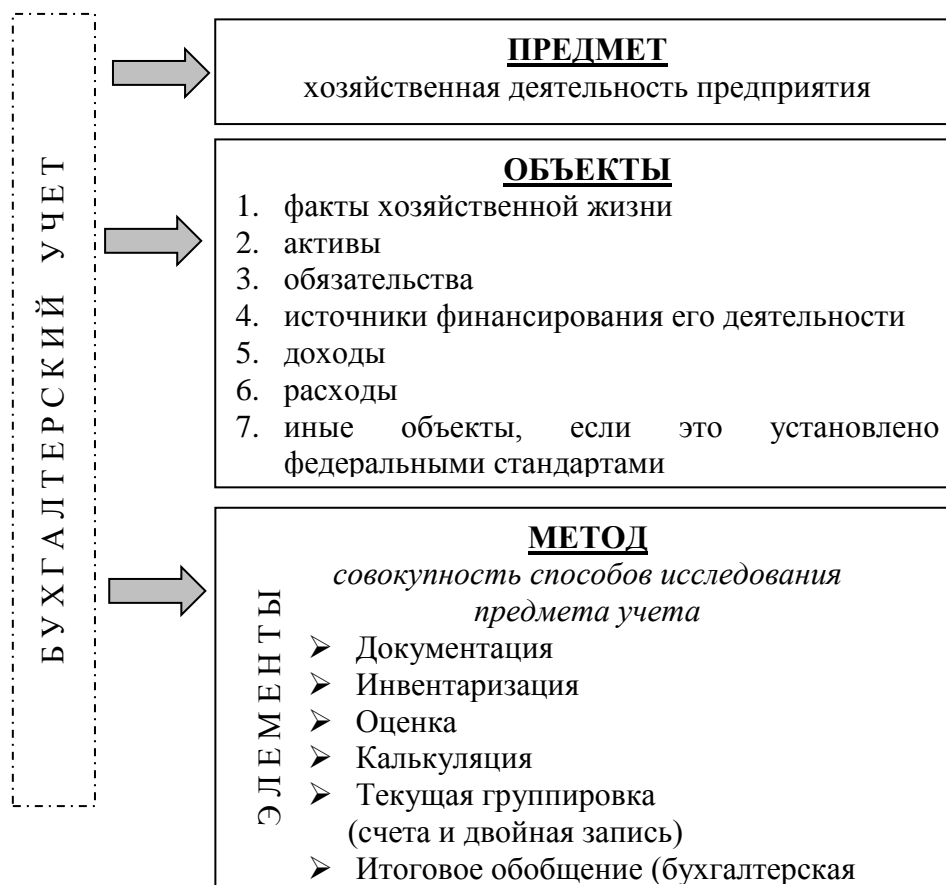 БУХГАЛТЕРСКИЙ УЧЕТ
ПРЕДМЕТ
хозяйственная деятельность предприятия
ОБЪЕКТЫ
1. факты хозяйственной жизни
2. активы
3. обязательства
4. источники финансирования его деятельности
5. доходы
6. расходы
7. иные объекты, если это установлено
федеральными стандартами
МЕТОД
совокупность способов исследования
предмета учета
ЭЛЕМЕНТЫ
➢ Документация
➢ Инвентаризация
➢ Оценка
➢ Калькуляция
➢ Текущая группировка
(счета и двойная запись)
➢ Итоговое обобщение (бухгалтерская